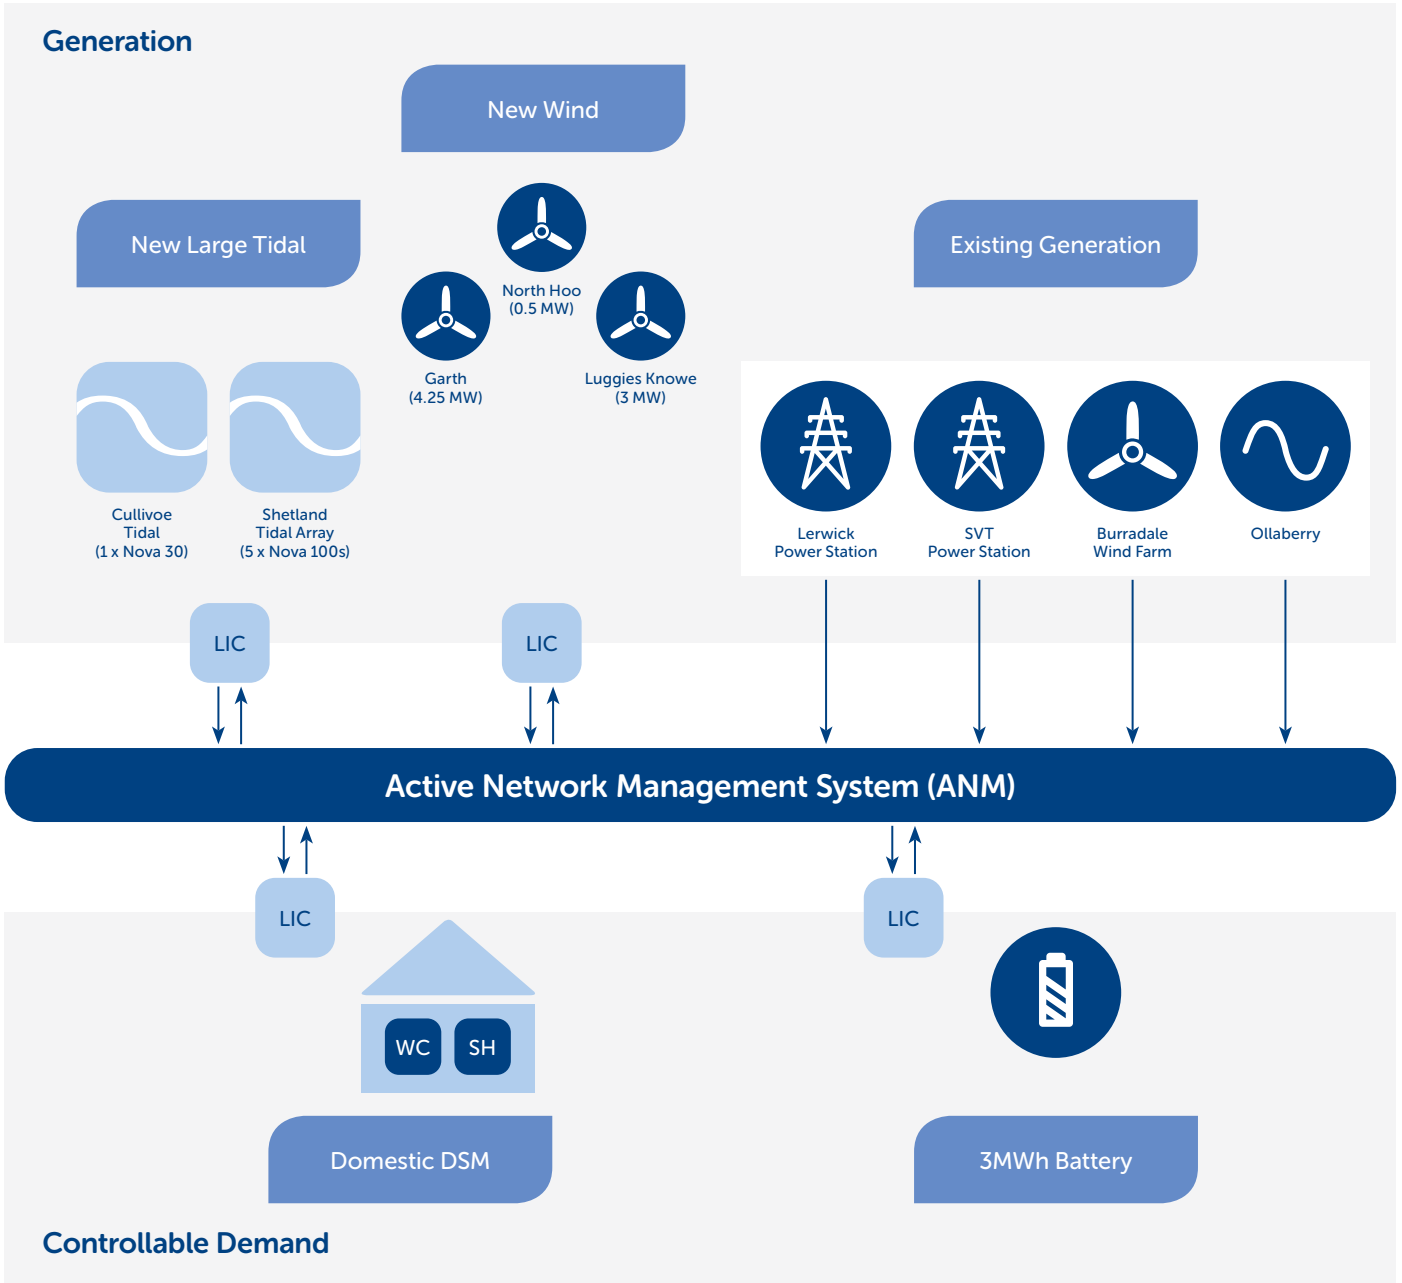 Generation
New Wind
New Large Tidal
Existing Generation
North Hoo
(0.5 MW)
Garth
(4.25 MW)
Luggies Knowe
(3 MW)
Cullivoe
Tidal
(1 x Nova 30)
Shetland
Tidal Array
(5 x Nova 100s)
Lerwick
Power Station
SVT
Power Station
Burradale
Wind Farm
Ollaberry
LIC
LIC
Active Network Management System (ANM)
LIC
LIC
WC
SH
Domestic DSM
3MWh Battery
Controllable Demand